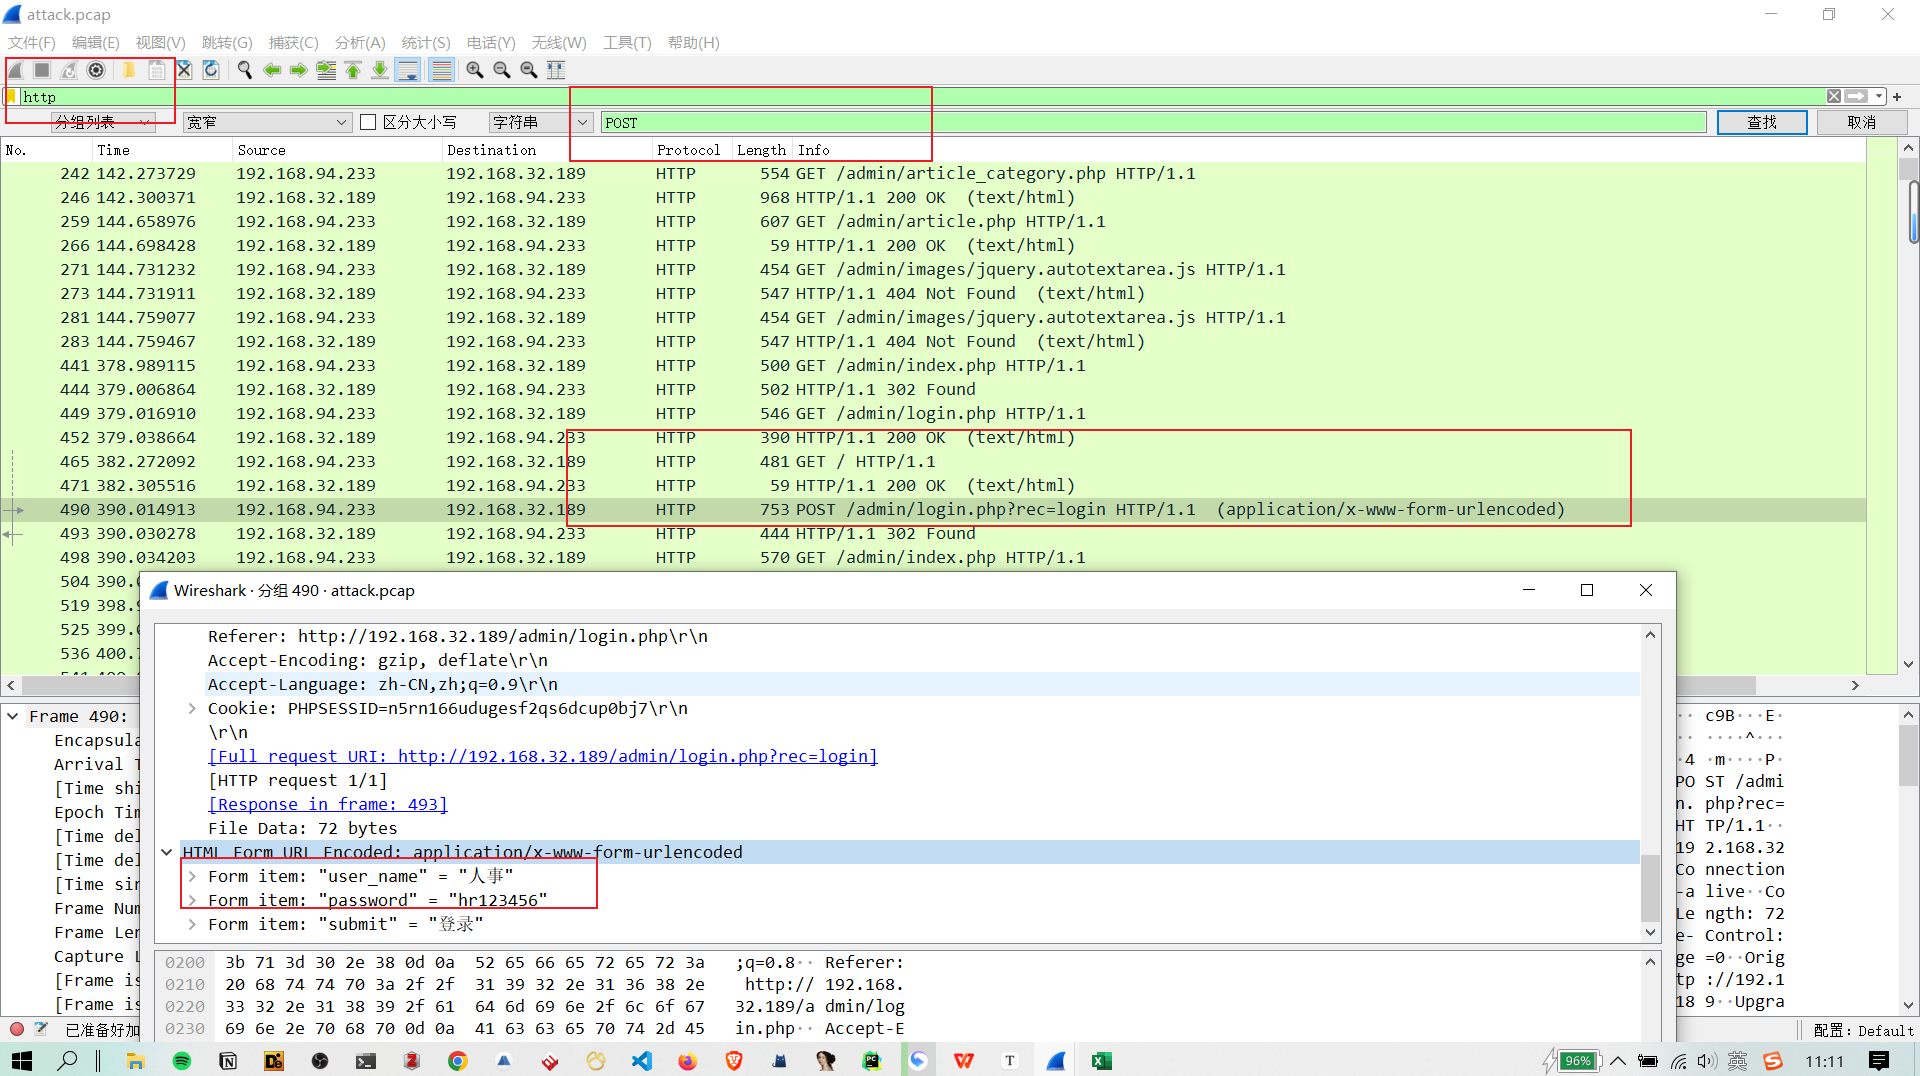 attack.pcap
文件(F) 编辑(E) 视图(V) 跳转(G) 捕获(C) 分析(A) 统计(S) 电话(Y) 无线(W) 工具(T) 帮助(H)
http
分组列表 宽窄 区分大小写 字符串 POST 查找 取消
No. Time Source Destination Protocol Length Info
242 142.273729 192.168.94.233 192.168.32.189 HTTP 554 GET /admin/article_category.php HTTP/1.1
246 142.300371 192.168.32.189 192.168.94.233 HTTP 968 HTTP/1.1 200 OK (text/html)
259 144.658976 192.168.94.233 192.168.32.189 HTTP 607 GET /admin/article.php HTTP/1.1
266 144.698428 192.168.32.189 192.168.94.233 HTTP 59 HTTP/1.1 200 OK (text/html)
271 144.731232 192.168.94.233 192.168.32.189 HTTP 454 GET /admin/images/jquery.autotextarea.js HTTP/1.1
273 144.731911 192.168.32.189 192.168.94.233 HTTP 547 HTTP/1.1 404 Not Found (text/html)
281 144.759077 192.168.94.233 192.168.32.189 HTTP 454 GET /admin/images/jquery.autotextarea.js HTTP/1.1
283 144.759467 192.168.32.189 192.168.94.233 HTTP 547 HTTP/1.1 404 Not Found (text/html)
441 378.989115 192.168.94.233 192.168.32.189 HTTP 500 GET /admin/index.php HTTP/1.1
444 379.006864 192.168.32.189 192.168.94.233 HTTP 502 HTTP/1.1 302 Found
449 379.016910 192.168.94.233 192.168.32.189 HTTP 546 GET /admin/login.php HTTP/1.1
452 379.038664 192.168.32.189 192.168.94.233 HTTP 390 HTTP/1.1 200 OK (text/html)
465 382.272092 192.168.94.233 192.168.32.189 HTTP 481 GET / HTTP/1.1
471 382.305516 192.168.32.189 192.168.94.233 HTTP 59 HTTP/1.1 200 OK (text/html)
490 390.014913 192.168.94.233 192.168.32.189 HTTP 753 POST /admin/login.php?rec=login HTTP/1.1 (application/x-www-form-urlencoded)
493 390.030278 192.168.32.189 192.168.94.233 HTTP 444 HTTP/1.1 302 Found
498 390.034203 192.168.94.233 192.168.32.189 HTTP 570 GET /admin/index.php HTTP/1.1
504 390.
519 398.
525 399.
536 400.
Wireshark · 分组 490 · attack.pcap
Referer: http://192.168.32.189/admin/login.php\r\n
Accept-Encoding: gzip, deflate\r\n
Accept-Language: zh-CN,zh;q=0.9\r\n
Cookie: PHPSESSID=n5rn166udugesf2qs6dcup0bj7\r\n
\r\n
[Full request URI: http://192.168.32.189/admin/login.php?rec=login]
[HTTP request 1/1]
[Response in frame: 493]
File Data: 72 bytes
HTML Form URL Encoded: application/x-www-form-urlencoded
Form item: "user_name" = "人事"
Form item: "password" = "hr123456"
Form item: "submit" = "登录"
0200 3b 71 3d 30 2e 38 0d 0a 52 65 66 65 72 65 72 3a ;q=0.8·· Referer:
0210 20 68 74 74 70 3a 2f 2f 31 39 32 2e 31 36 38 2e http:// 192.168.
0220 33 32 2e 31 38 39 2f 61 64 6d 69 6e 2f 6c 6f 67 32.189/a dmin/log
0230 69 6e 2e 70 68 70 0d 0a 41 63 63 65 70 74 2d 45 in.php·· Accept-E
Frame 490:
Encapsula
Arrival T
[Time shi
Epoch Tim
[Time del
[Time del
[Time sin
Frame Num
Frame Len
Capture L
[Frame is
[Frame is
·· c9B···E·
·· ····^···
·4 ·m····P·
PO ST /admi
n. php?rec=
HT TP/1.1··
19 2.168.32
Co nnection
-a live··Co
Le ngth: 72
e- Control:
ge =0··Orig
tp ://192.1
18 9··Upgra
已准备好加
配置：Default
96% 英 11:11